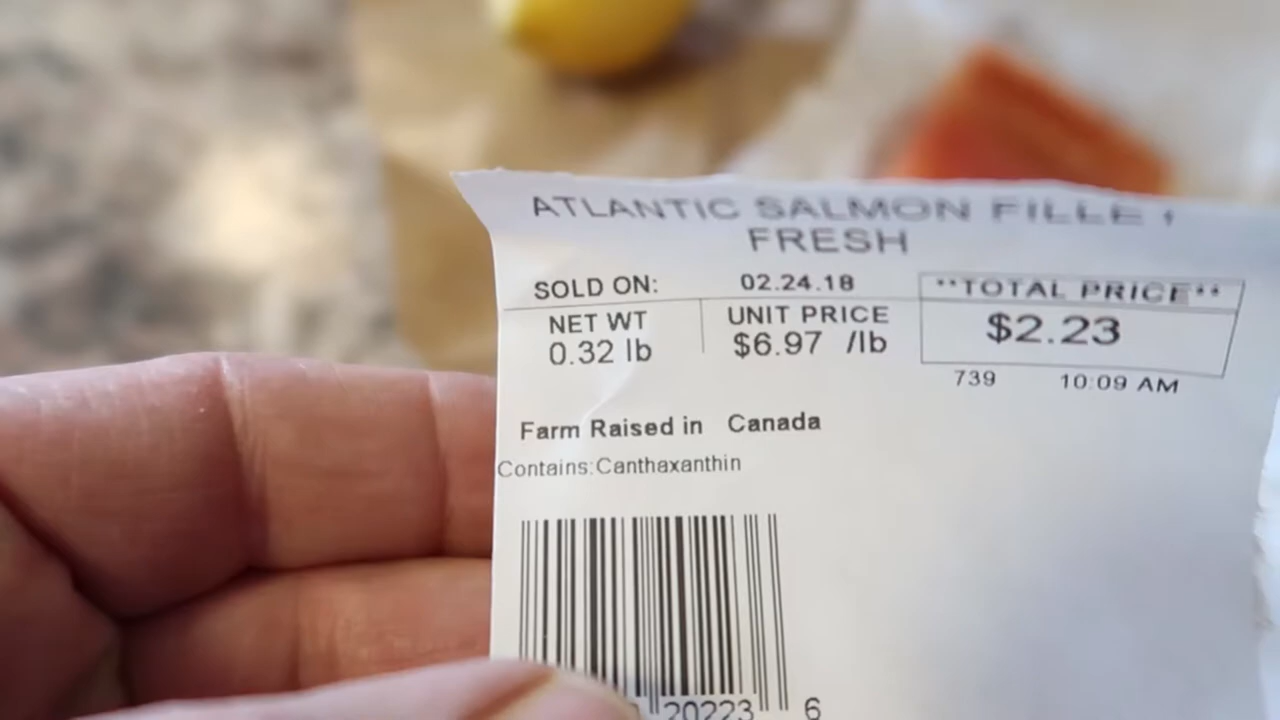 ATLANTIC SALMON FILLE
FRESH
SOLD ON: 02.24.18 **TOTAL PRICE**
NET WT UNIT PRICE $2.23
0.32 lb $6.97 /lb
739 10:09 AM
Farm Raised in Canada
Contains:Canthaxanthin
20223 6